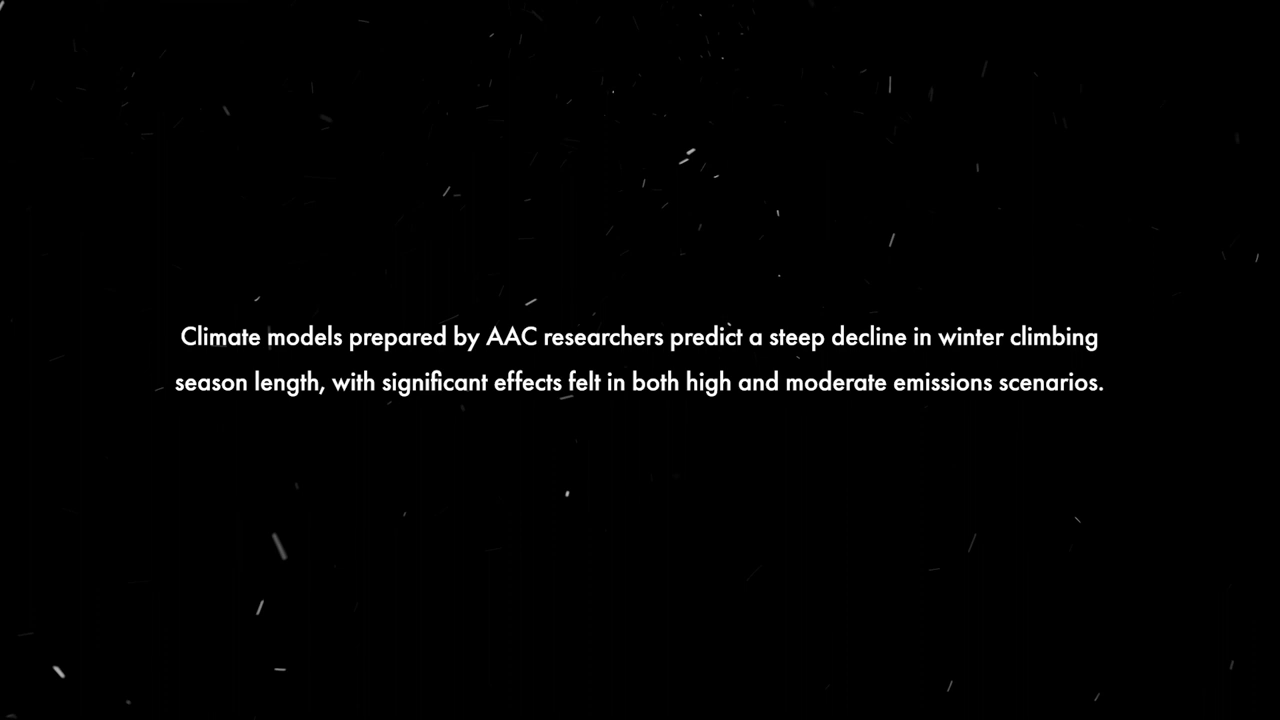 Climate models prepared by AAC researchers predict a steep decline in winter climbing
season length, with significant effects felt in both high and moderate emissions scenarios.